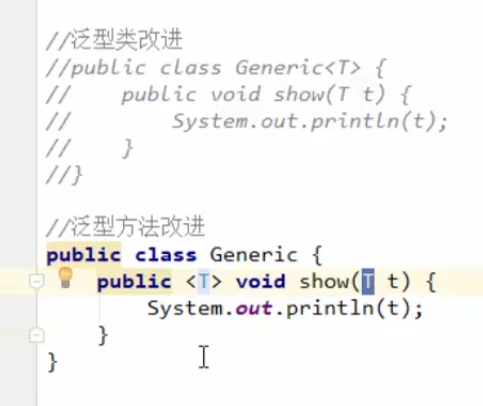 //泛型类改进
//public class Generic<T> {
//    public void show(T t) {
//        System.out.println(t);
//    }
//}
//泛型方法改进
public class Generic {
    public <T> void show(T t) {
        System.out.println(t);
    }
}